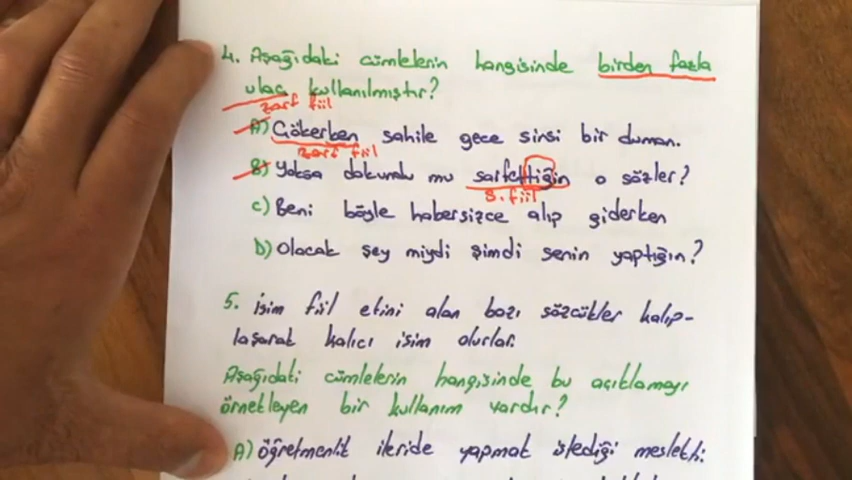 4. Aşağıdaki cümlelerin hangisinde birden fazla
ulaç kullanılmıştır?
zarf fiil
A) Çökerken sahile gece sinsi bir duman.
zarf fiil
B) Yoksa dokundu mu sarfettiğin o sözler?
s. fiil
C) Beni böyle habersizce alıp giderken
D) Olacak şey miydi şimdi senin yaptığın?
5. İsim fiil ekini alan bazı sözcükler kalıp-
laşarak kalıcı isim olurlar.
Aşağıdaki cümlelerin hangisinde bu açıklamayı
örnekleyen bir kullanım vardır?
A) Öğretmenlik ileride yapmak istediği meslekti.